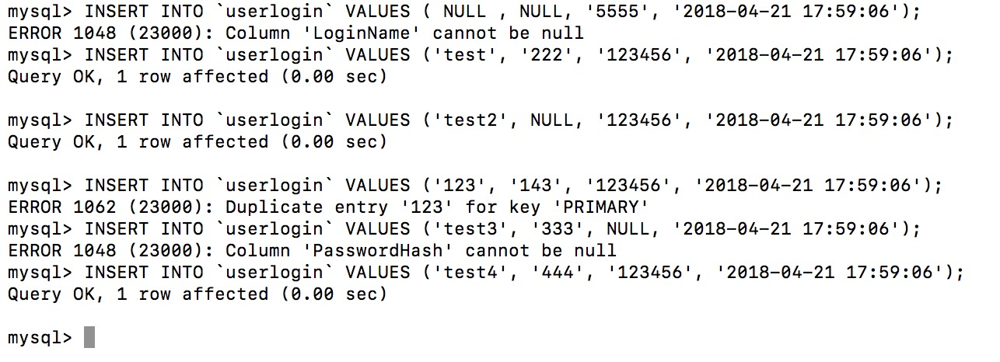 mysql> INSERT INTO `userlogin` VALUES ( NULL , NULL, '5555', '2018-04-21 17:59:06');
ERROR 1048 (23000): Column 'LoginName' cannot be null
mysql> INSERT INTO `userlogin` VALUES ('test', '222', '123456', '2018-04-21 17:59:06');
Query OK, 1 row affected (0.00 sec)
mysql> INSERT INTO `userlogin` VALUES ('test2', NULL, '123456', '2018-04-21 17:59:06');
Query OK, 1 row affected (0.00 sec)
mysql> INSERT INTO `userlogin` VALUES ('123', '143', '123456', '2018-04-21 17:59:06');
ERROR 1062 (23000): Duplicate entry '123' for key 'PRIMARY'
mysql> INSERT INTO `userlogin` VALUES ('test3', '333', NULL, '2018-04-21 17:59:06');
ERROR 1048 (23000): Column 'PasswordHash' cannot be null
mysql> INSERT INTO `userlogin` VALUES ('test4', '444', '123456', '2018-04-21 17:59:06');
Query OK, 1 row affected (0.00 sec)
mysql>